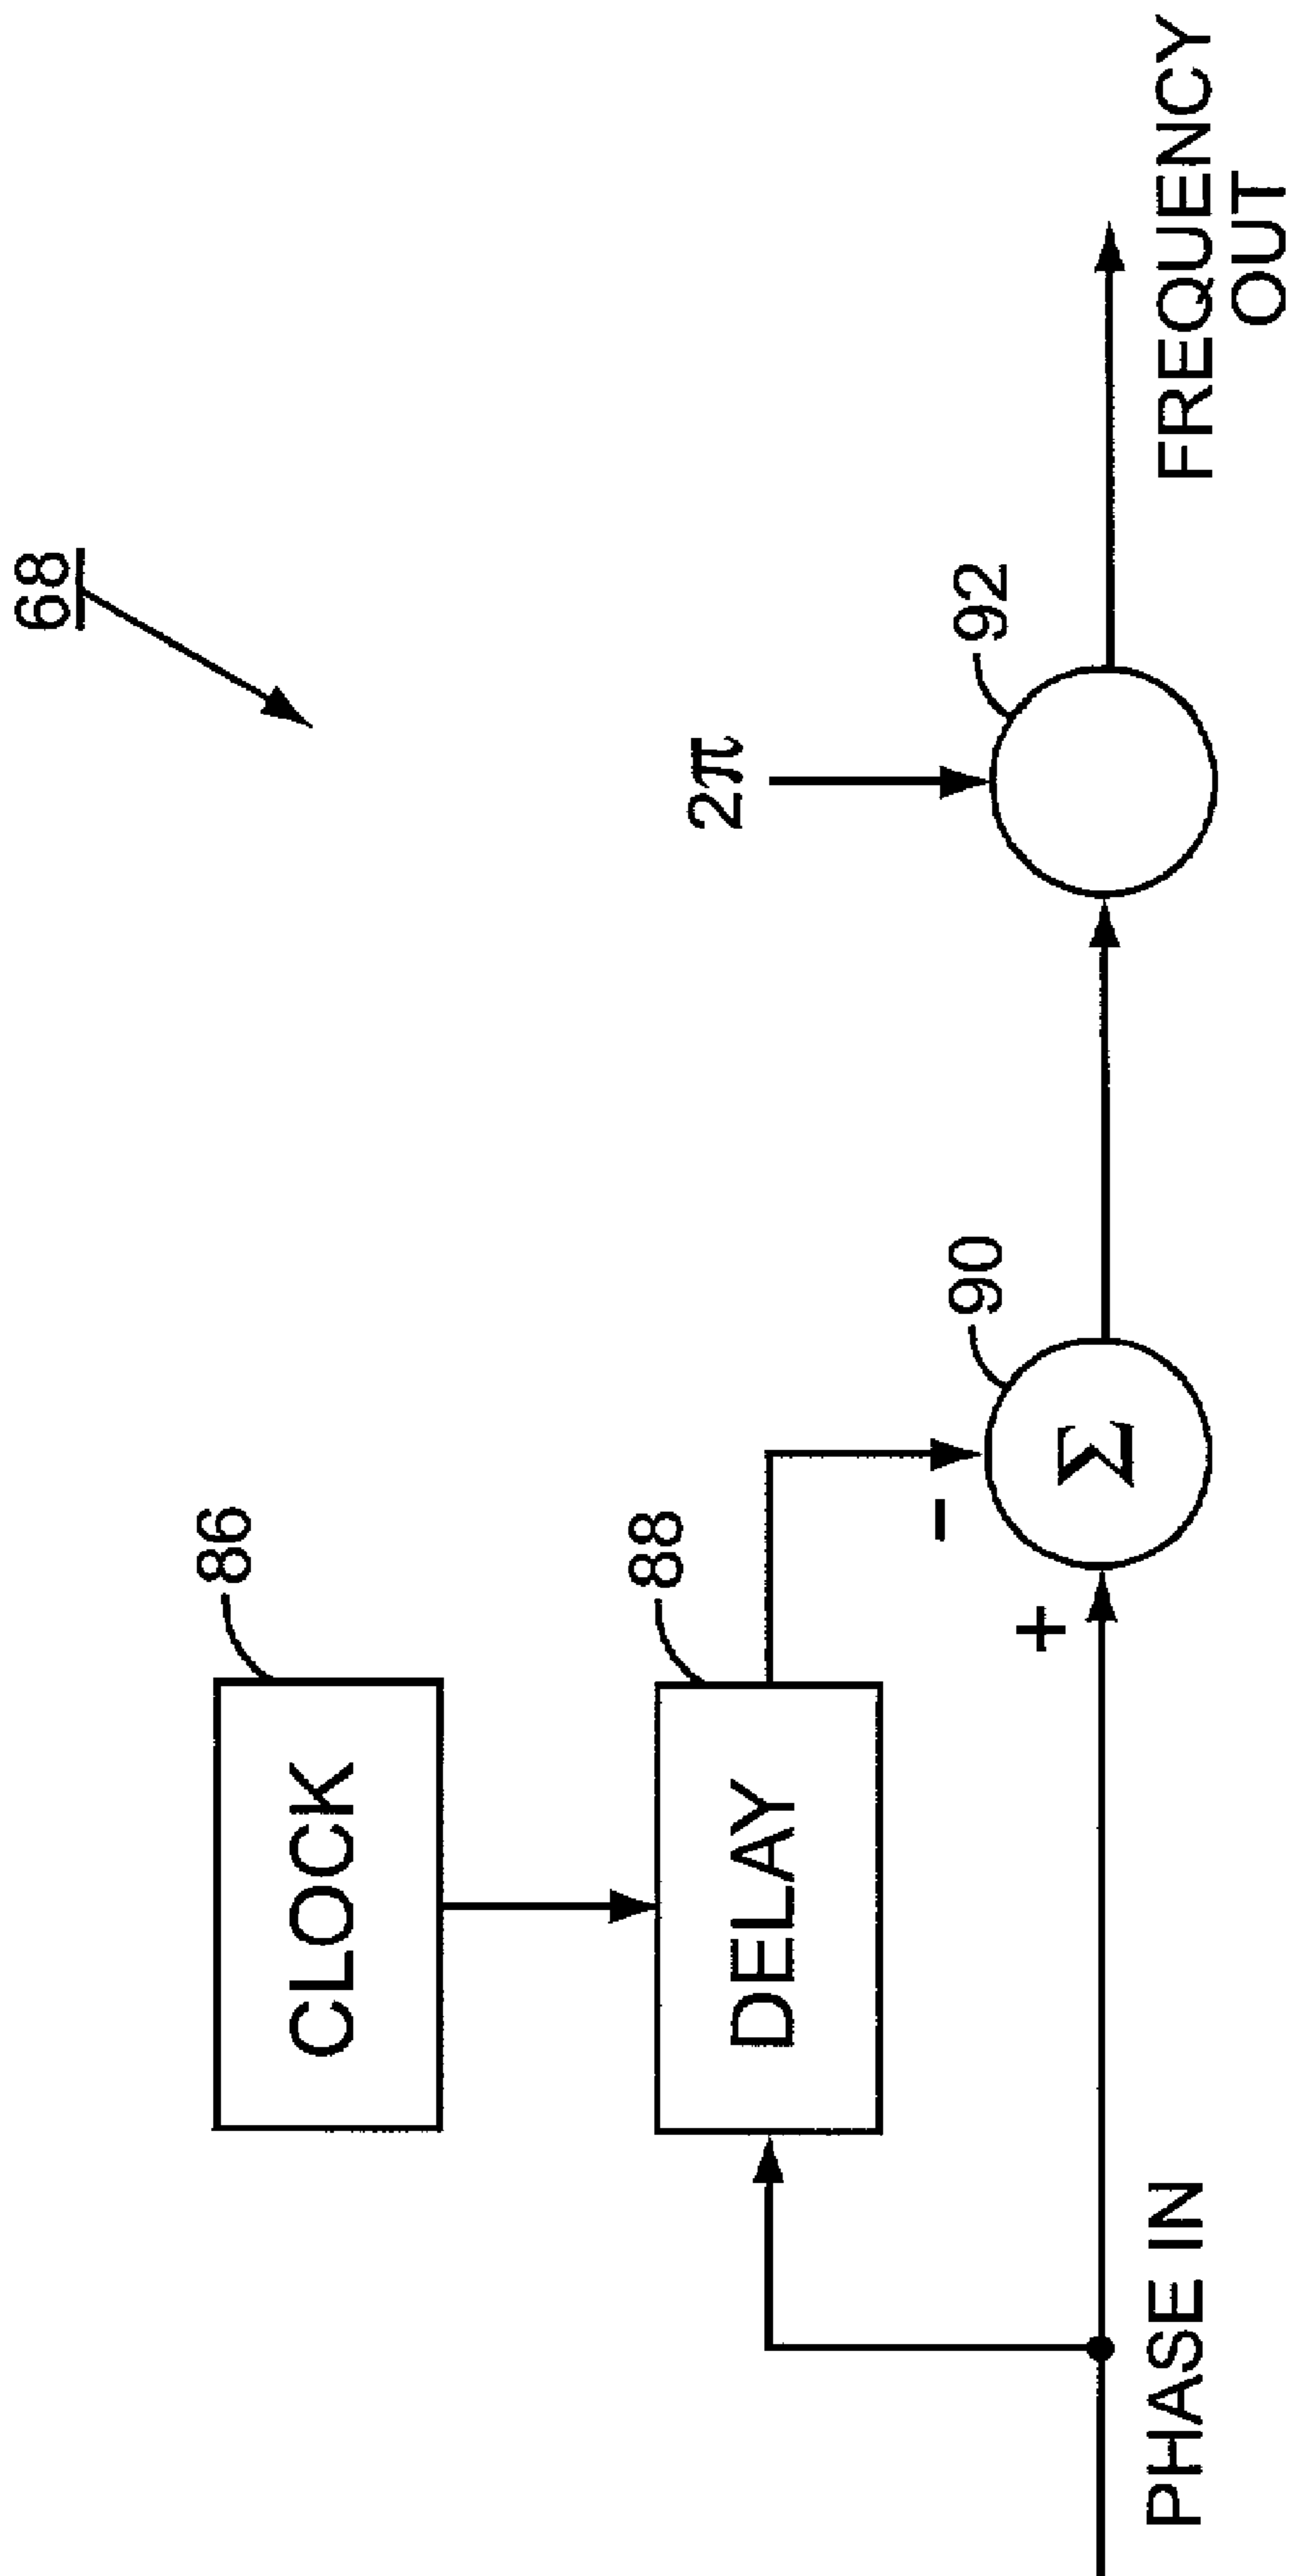 68
86
CLOCK
88
DELAY
2π
-
90
92
+
Σ
PHASE IN
FREQUENCY
OUT